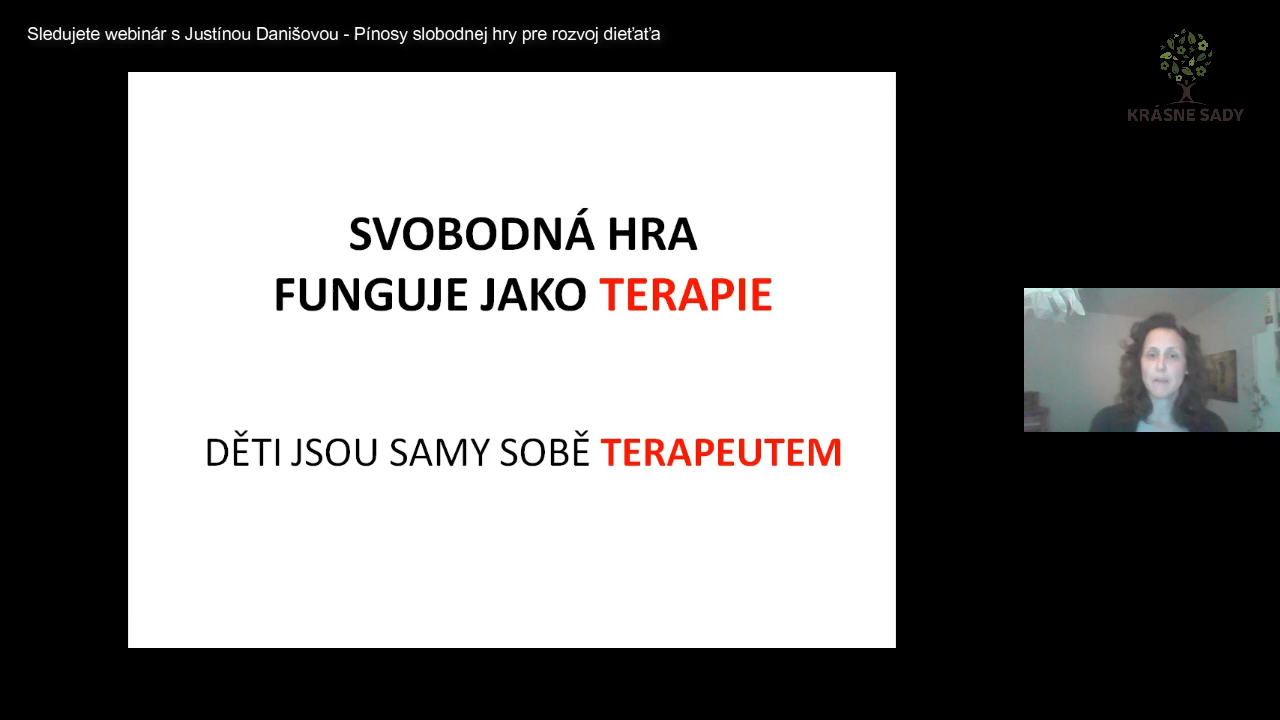 Sledujete webinár s Justínou Danišovou - Pínosy slobodnej hry pre rozvoj dieťaťa
KRÁSNE SADY
SVOBODNÁ HRA
FUNGUJE JAKO TERAPIE
DĚTI JSOU SAMY SOBĚ TERAPEUTEM